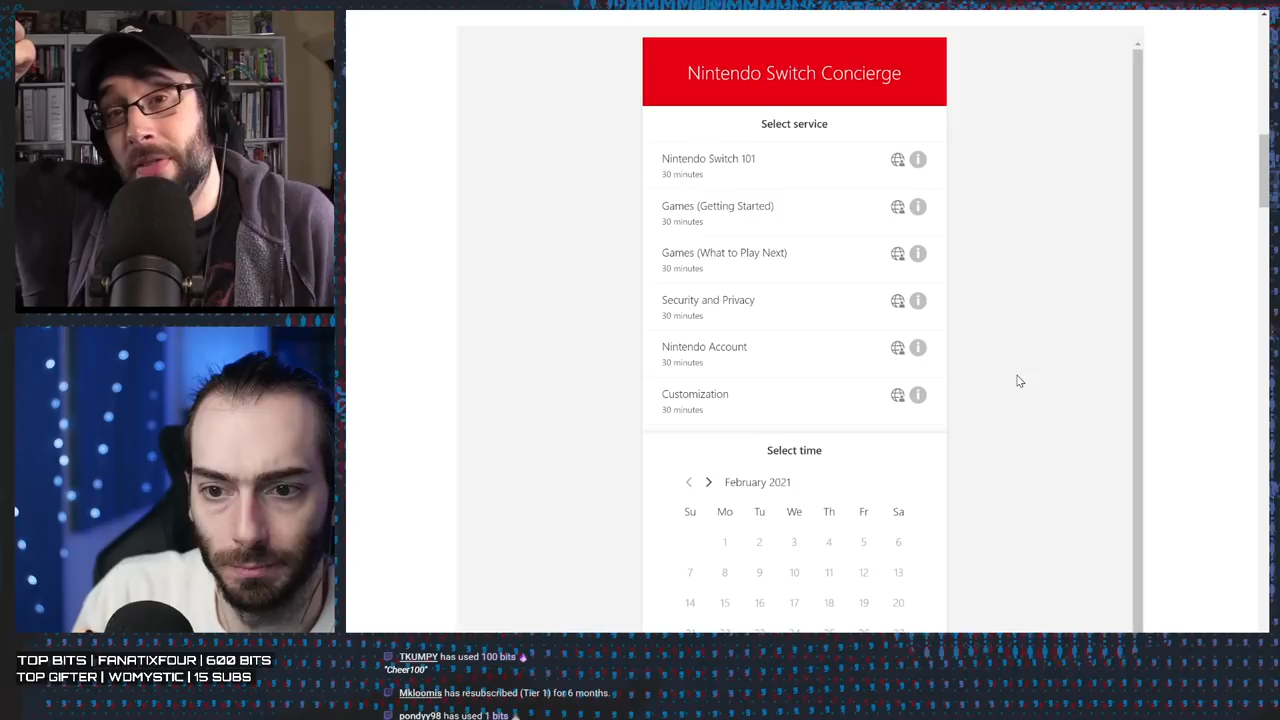 Nintendo Switch Concierge
Select service
Nintendo Switch 101
30 minutes
Games (Getting Started)
30 minutes
Games (What to Play Next)
30 minutes
Security and Privacy
30 minutes
Nintendo Account
30 minutes
Customization
30 minutes
Select time
February 2021
Su Mo Tu We Th Fr Sa
1 2 3 4 5 6
7 8 9 10 11 12 13
14 15 16 17 18 19 20
TOP BITS | FANATIXFOUR | 600 BITS
TOP GIFTER | WDMYSTIC | 15 SUBS
TKUMPY has used 100 bits
"Cheer100"
Mkloomis has resubscribed (Tier 1) for 6 months.
pondyy98 has used 1 bits